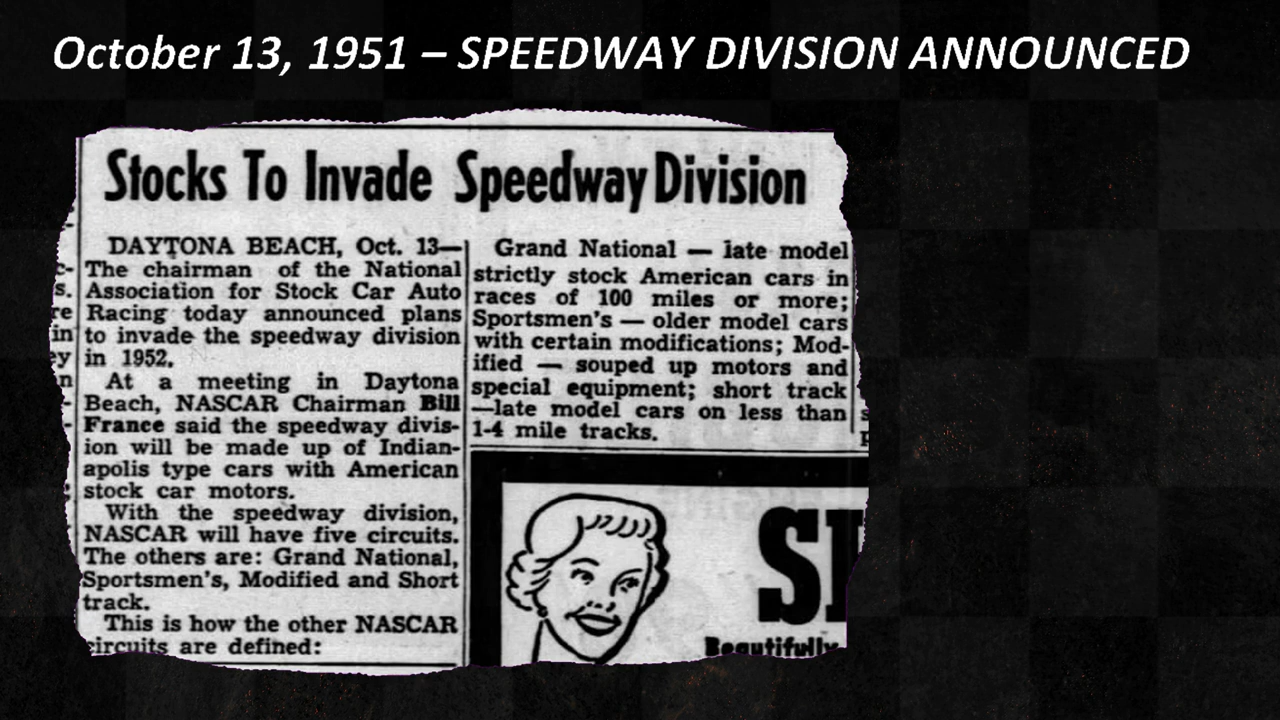 October 13, 1951 – SPEEDWAY DIVISION ANNOUNCED
Stocks To Invade Speedway Division
DAYTONA BEACH, Oct. 13—
The chairman of the National
Association for Stock Car Auto
Racing today announced plans
to invade the speedway division
in 1952.
At a meeting in Daytona
Beach, NASCAR Chairman Bill
France said the speedway divis-
ion will be made up of Indian-
apolis type cars with American
stock car motors.
With the speedway division,
NASCAR will have five circuits.
The others are: Grand National,
Sportsmen's, Modified and Short
track.
This is how the other NASCAR
circuits are defined:
Grand National — late model
strictly stock American cars in
races of 100 miles or more;
Sportsmen's — older model cars
with certain modifications; Mod-
ified — souped up motors and
special equipment; short track
—late model cars on less than
1-4 mile tracks.
Beautifully